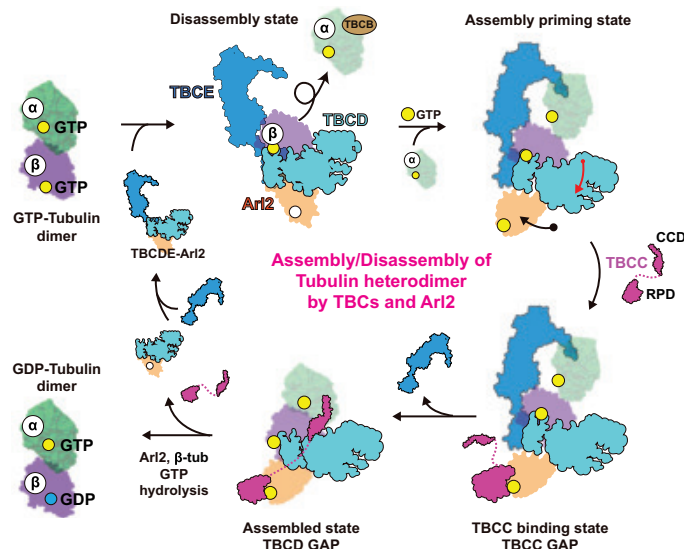 Disassembly state
α
TBCB
Assembly priming state
α
GTP
β
GTP
GTP-Tubulin
dimer
TBCE
β
TBCD
Arl2
GTP
α
TBCDE-Arl2
Assembly/Disassembly of
Tubulin heterodimer
by TBCs and Arl2
CCD
TBCC
RPD
GDP-Tubulin
dimer
α
GTP
β
GDP
Arl2, β-tub
GTP
hydrolysis
Assembled state
TBCD GAP
TBCC binding state
TBCC GAP